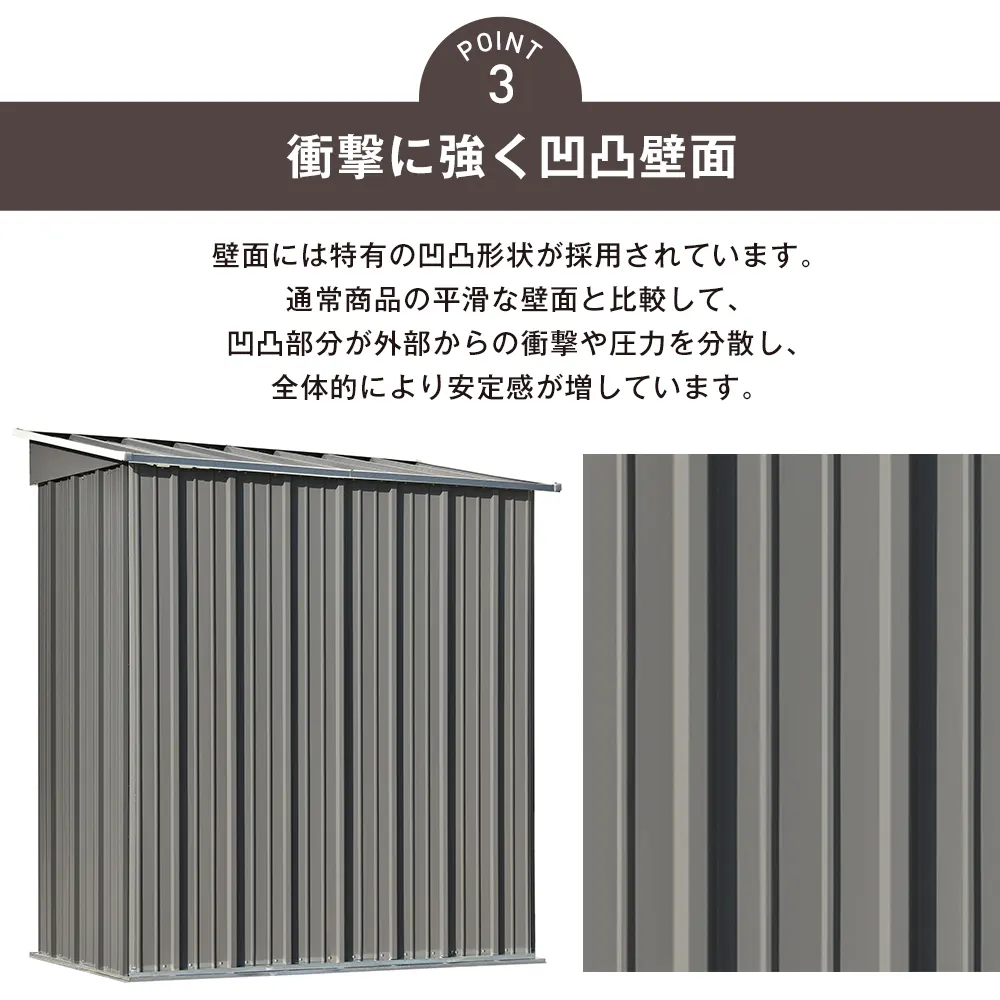 POINT
3
衝撃に強く凹凸壁面
壁面には特有の凹凸形状が採用されています。
通常商品の平滑な壁面と比較して、
凹凸部分が外部からの衝撃や圧力を分散し、
全体的により安定感が増しています。